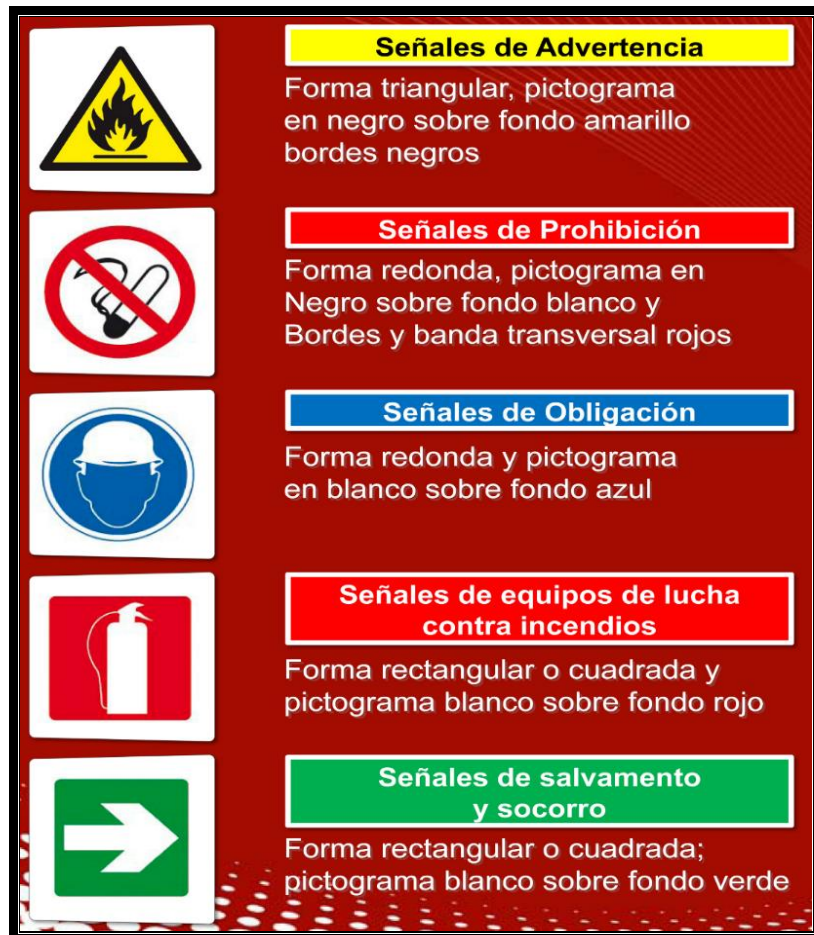 Señales de Advertencia
Forma triangular, pictograma
en negro sobre fondo amarillo
bordes negros
Señales de Prohibición
Forma redonda, pictograma en
Negro sobre fondo blanco y
Bordes y banda transversal rojos
Señales de Obligación
Forma redonda y pictograma
en blanco sobre fondo azul
Señales de equipos de lucha
contra incendios
Forma rectangular o cuadrada y
pictograma blanco sobre fondo rojo
Señales de salvamento
y socorro
Forma rectangular o cuadrada;
pictograma blanco sobre fondo verde